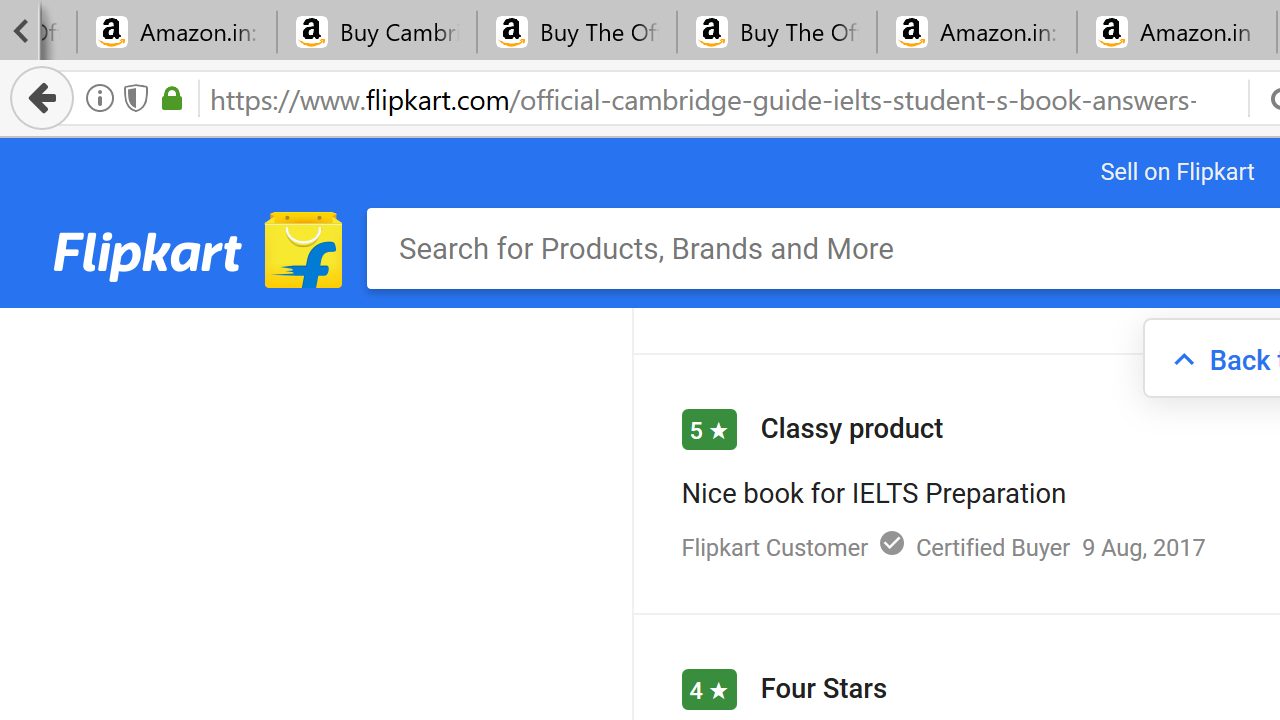 Of
Amazon.in:
Buy Cambri
Buy The Of
Buy The Of
Amazon.in:
Amazon.in
https://www.flipkart.com/official-cambridge-guide-ielts-student-s-book-answers-
Sell on Flipkart
Flipkart
Search for Products, Brands and More
Back
5 ★ Classy product
Nice book for IELTS Preparation
Flipkart Customer Certified Buyer 9 Aug, 2017
4 ★ Four Stars